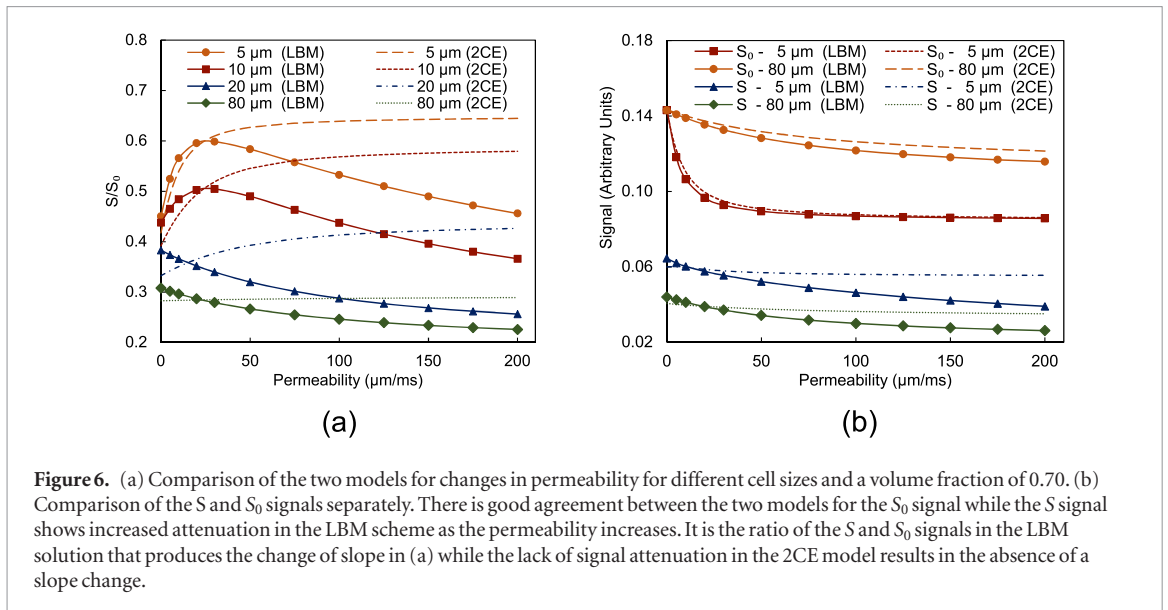 0.8
0.7
0.6
0.5
0.4
0.3
0.2
S/S₀
5 µm (LBM)
10 µm (LBM)
20 µm (LBM)
80 µm (LBM)
5 µm (2CE)
10 µm (2CE)
20 µm (2CE)
80 µm (2CE)
0 50 100 150 200
Permeability (µm/ms)
(a)
0.18
0.14
0.10
0.06
0.02
Signal (Arbitrary Units)
S₀ - 5 µm (LBM)
S₀ - 80 µm (LBM)
S - 5 µm (LBM)
S - 80 µm (LBM)
S₀ - 5 µm (2CE)
S₀ - 80 µm (2CE)
S - 5 µm (2CE)
S - 80 µm (2CE)
0 50 100 150 200
Permeability (µm/ms)
(b)
Figure 6. (a) Comparison of the two models for changes in permeability for different cell sizes and a volume fraction of 0.70. (b)
Comparison of the S and S₀ signals separately. There is good agreement between the two models for the S₀ signal while the S signal
shows increased attenuation in the LBM scheme as the permeability increases. It is the ratio of the S and S₀ signals in the LBM
solution that produces the change of slope in (a) while the lack of signal attenuation in the 2CE model results in the absence of a
slope change.